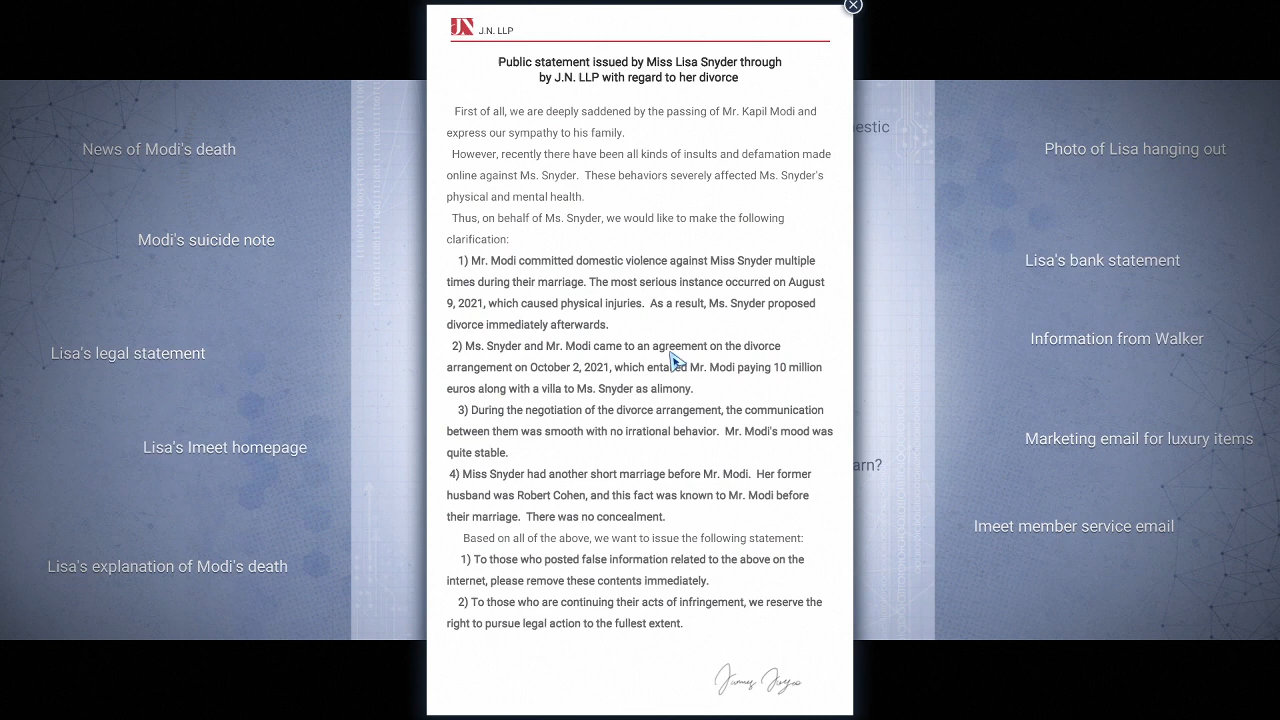 JN J.N. LLP
Public statement issued by Miss Lisa Snyder through
by J.N. LLP with regard to her divorce
First of all, we are deeply saddened by the passing of Mr. Kapil Modi and
express our sympathy to his family.
However, recently there have been all kinds of insults and defamation made
online against Ms. Snyder. These behaviors severely affected Ms. Snyder's
physical and mental health.
Thus, on behalf of Ms. Snyder, we would like to make the following
clarification:
1) Mr. Modi committed domestic violence against Miss Snyder multiple
times during their marriage. The most serious instance occurred on August
9, 2021, which caused physical injuries. As a result, Ms. Snyder proposed
divorce immediately afterwards.
2) Ms. Snyder and Mr. Modi came to an agreement on the divorce
arrangement on October 2, 2021, which entailed Mr. Modi paying 10 million
euros along with a villa to Ms. Snyder as alimony.
3) During the negotiation of the divorce arrangement, the communication
between them was smooth with no irrational behavior. Mr. Modi's mood was
quite stable.
4) Miss Snyder had another short marriage before Mr. Modi. Her former
husband was Robert Cohen, and this fact was known to Mr. Modi before
their marriage. There was no concealment.
Based on all of the above, we want to issue the following statement:
1) To those who posted false information related to the above on the
internet, please remove these contents immediately.
2) To those who are continuing their acts of infringement, we reserve the
right to pursue legal action to the fullest extent.
James Joyce
News of Modi's death
Modi's suicide note
Lisa's legal statement
Lisa's Imeet homepage
Lisa's explanation of Modi's death
estic
arn?
Photo of Lisa hanging out
Lisa's bank statement
Information from Walker
Marketing email for luxury items
Imeet member service email